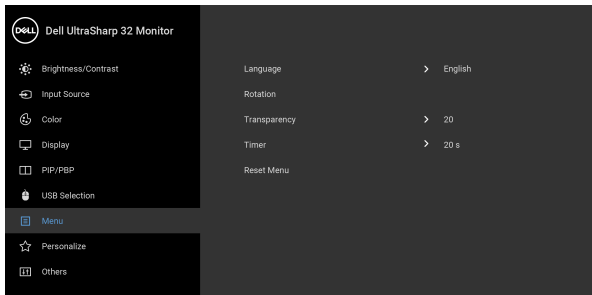 DELL Dell UltraSharp 32 Monitor
Brightness/Contrast
Input Source
Color
Display
PIP/PBP
USB Selection
Menu
Personalize
Others
Language > English
Rotation
Transparency > 20
Timer > 20 s
Reset Menu